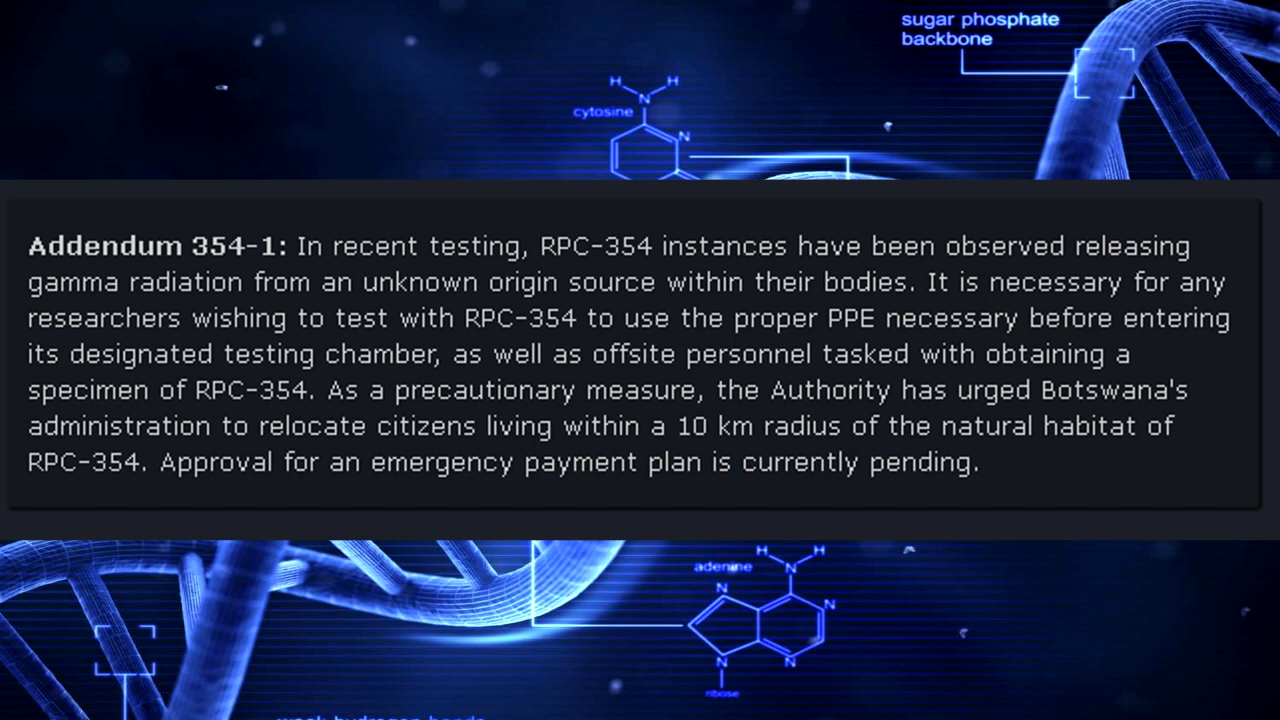 sugar phosphate
backbone
H H
N
cytosine
N
Addendum 354-1: In recent testing, RPC-354 instances have been observed releasing
gamma radiation from an unknown origin source within their bodies. It is necessary for any
researchers wishing to test with RPC-354 to use the proper PPE necessary before entering
its designated testing chamber, as well as offsite personnel tasked with obtaining a
specimen of RPC-354. As a precautionary measure, the Authority has urged Botswana's
administration to relocate citizens living within a 10 km radius of the natural habitat of
RPC-354. Approval for an emergency payment plan is currently pending.
H H
adenine N
N
N
N N
ribose
weak hydrogen bonds